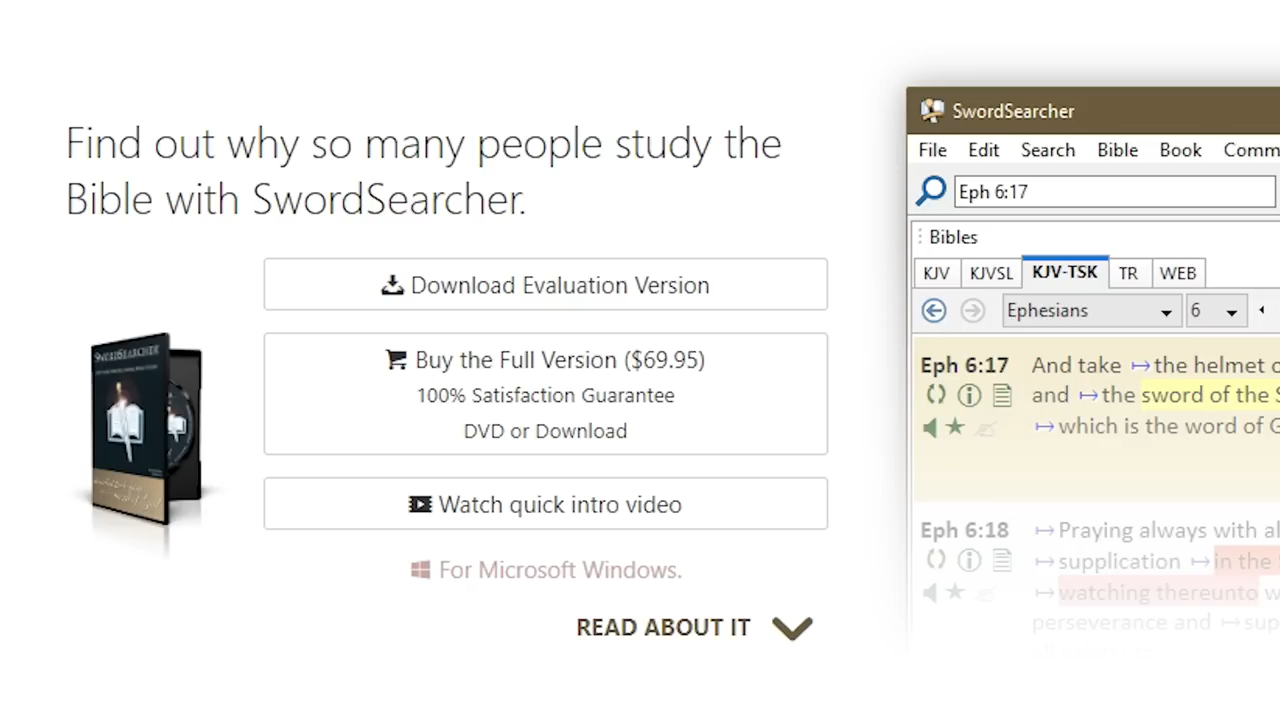 Find out why so many people study the
Bible with SwordSearcher.
Download Evaluation Version
Buy the Full Version ($69.95)
100% Satisfaction Guarantee
DVD or Download
Watch quick intro video
For Microsoft Windows.
READ ABOUT IT
SWORDSEARCHER
SwordSearcher
File Edit Search Bible Book Comm
Eph 6:17
Bibles
KJV KJVSL KJV-TSK TR WEB
Ephesians 6
Eph 6:17 And take ↦the helmet o
and ↦the sword of the S
↦which is the word of G
Eph 6:18 ↦Praying always with al
↦supplication ↦in the
↦watching thereunto w
perseverance and ↦sup